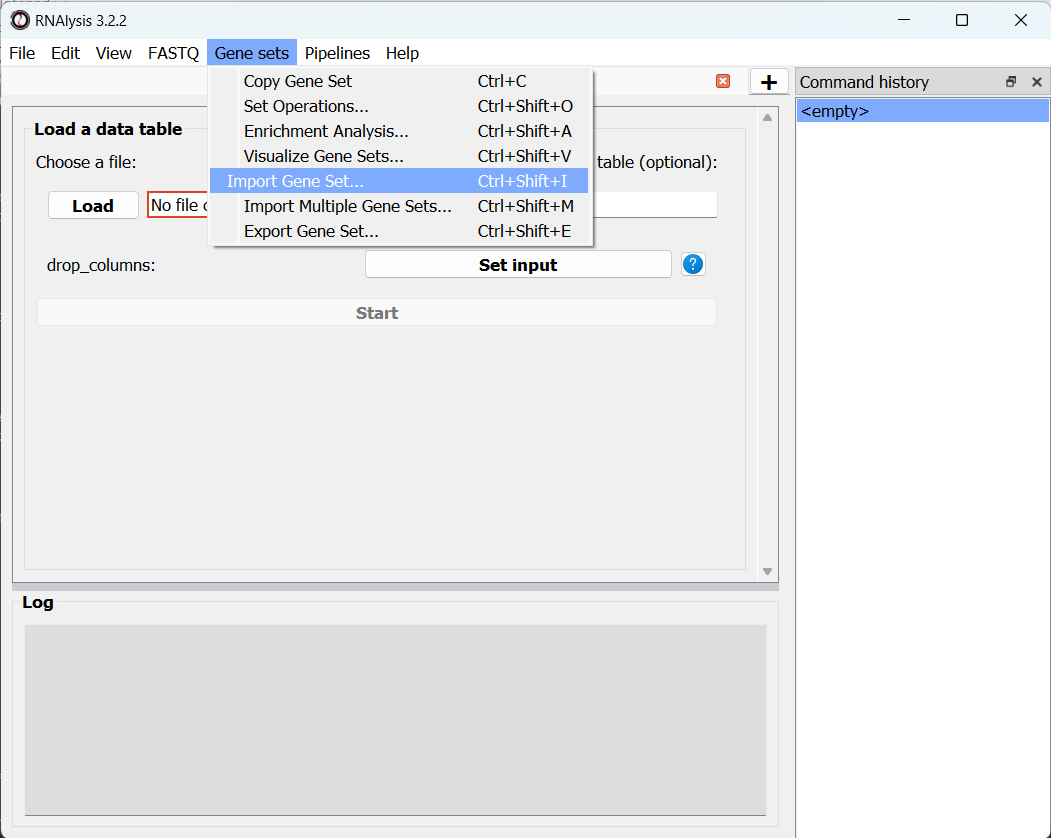 RNAlysis 3.2.2
File Edit View FASTQ Gene sets Pipelines Help
Copy Gene Set Ctrl+C
Set Operations... Ctrl+Shift+O
Enrichment Analysis... Ctrl+Shift+A
Visualize Gene Sets... Ctrl+Shift+V
Import Gene Set... Ctrl+Shift+I
Import Multiple Gene Sets... Ctrl+Shift+M
Export Gene Set... Ctrl+Shift+E
+
Command history
<empty>
Load a data table
Choose a file:
table (optional):
Load No file
drop_columns: Set input ?
Start
Log